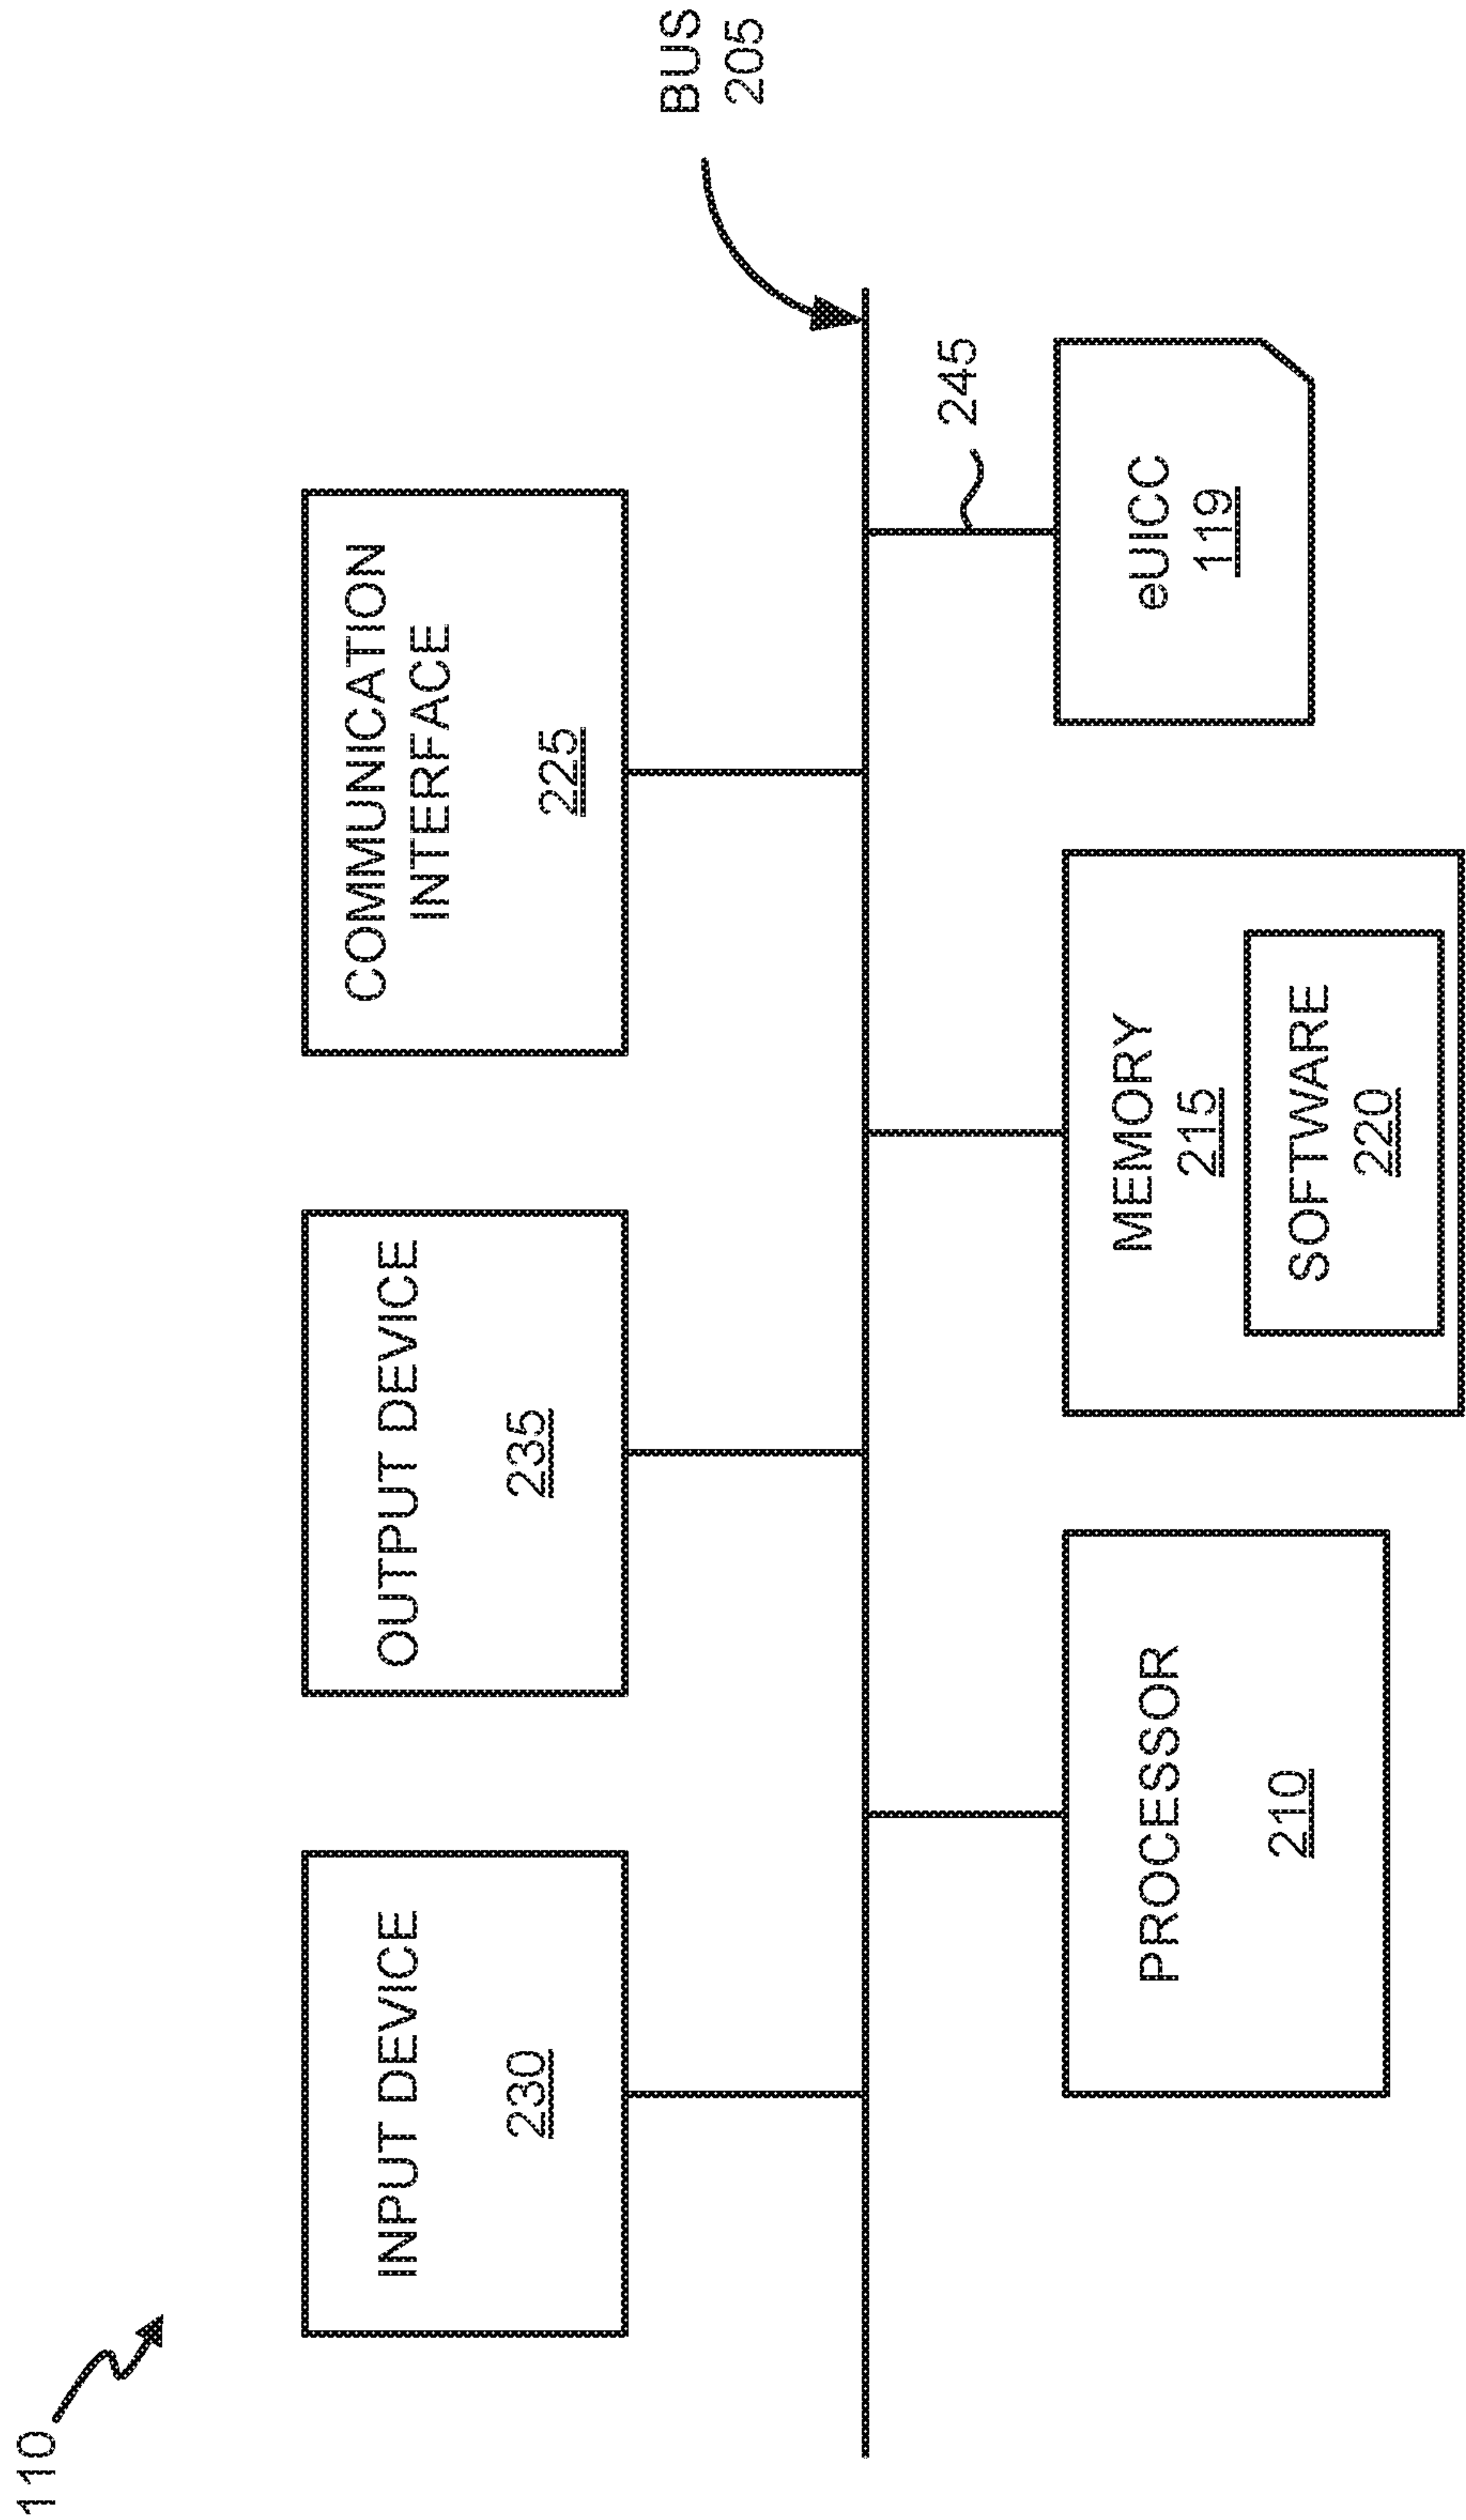 110
INPUT DEVICE
230
OUTPUT DEVICE
235
COMMUNICATION
INTERFACE
225
BUS
205
245
PROCESSOR
210
MEMORY
215
SOFTWARE
220
eUICC
119